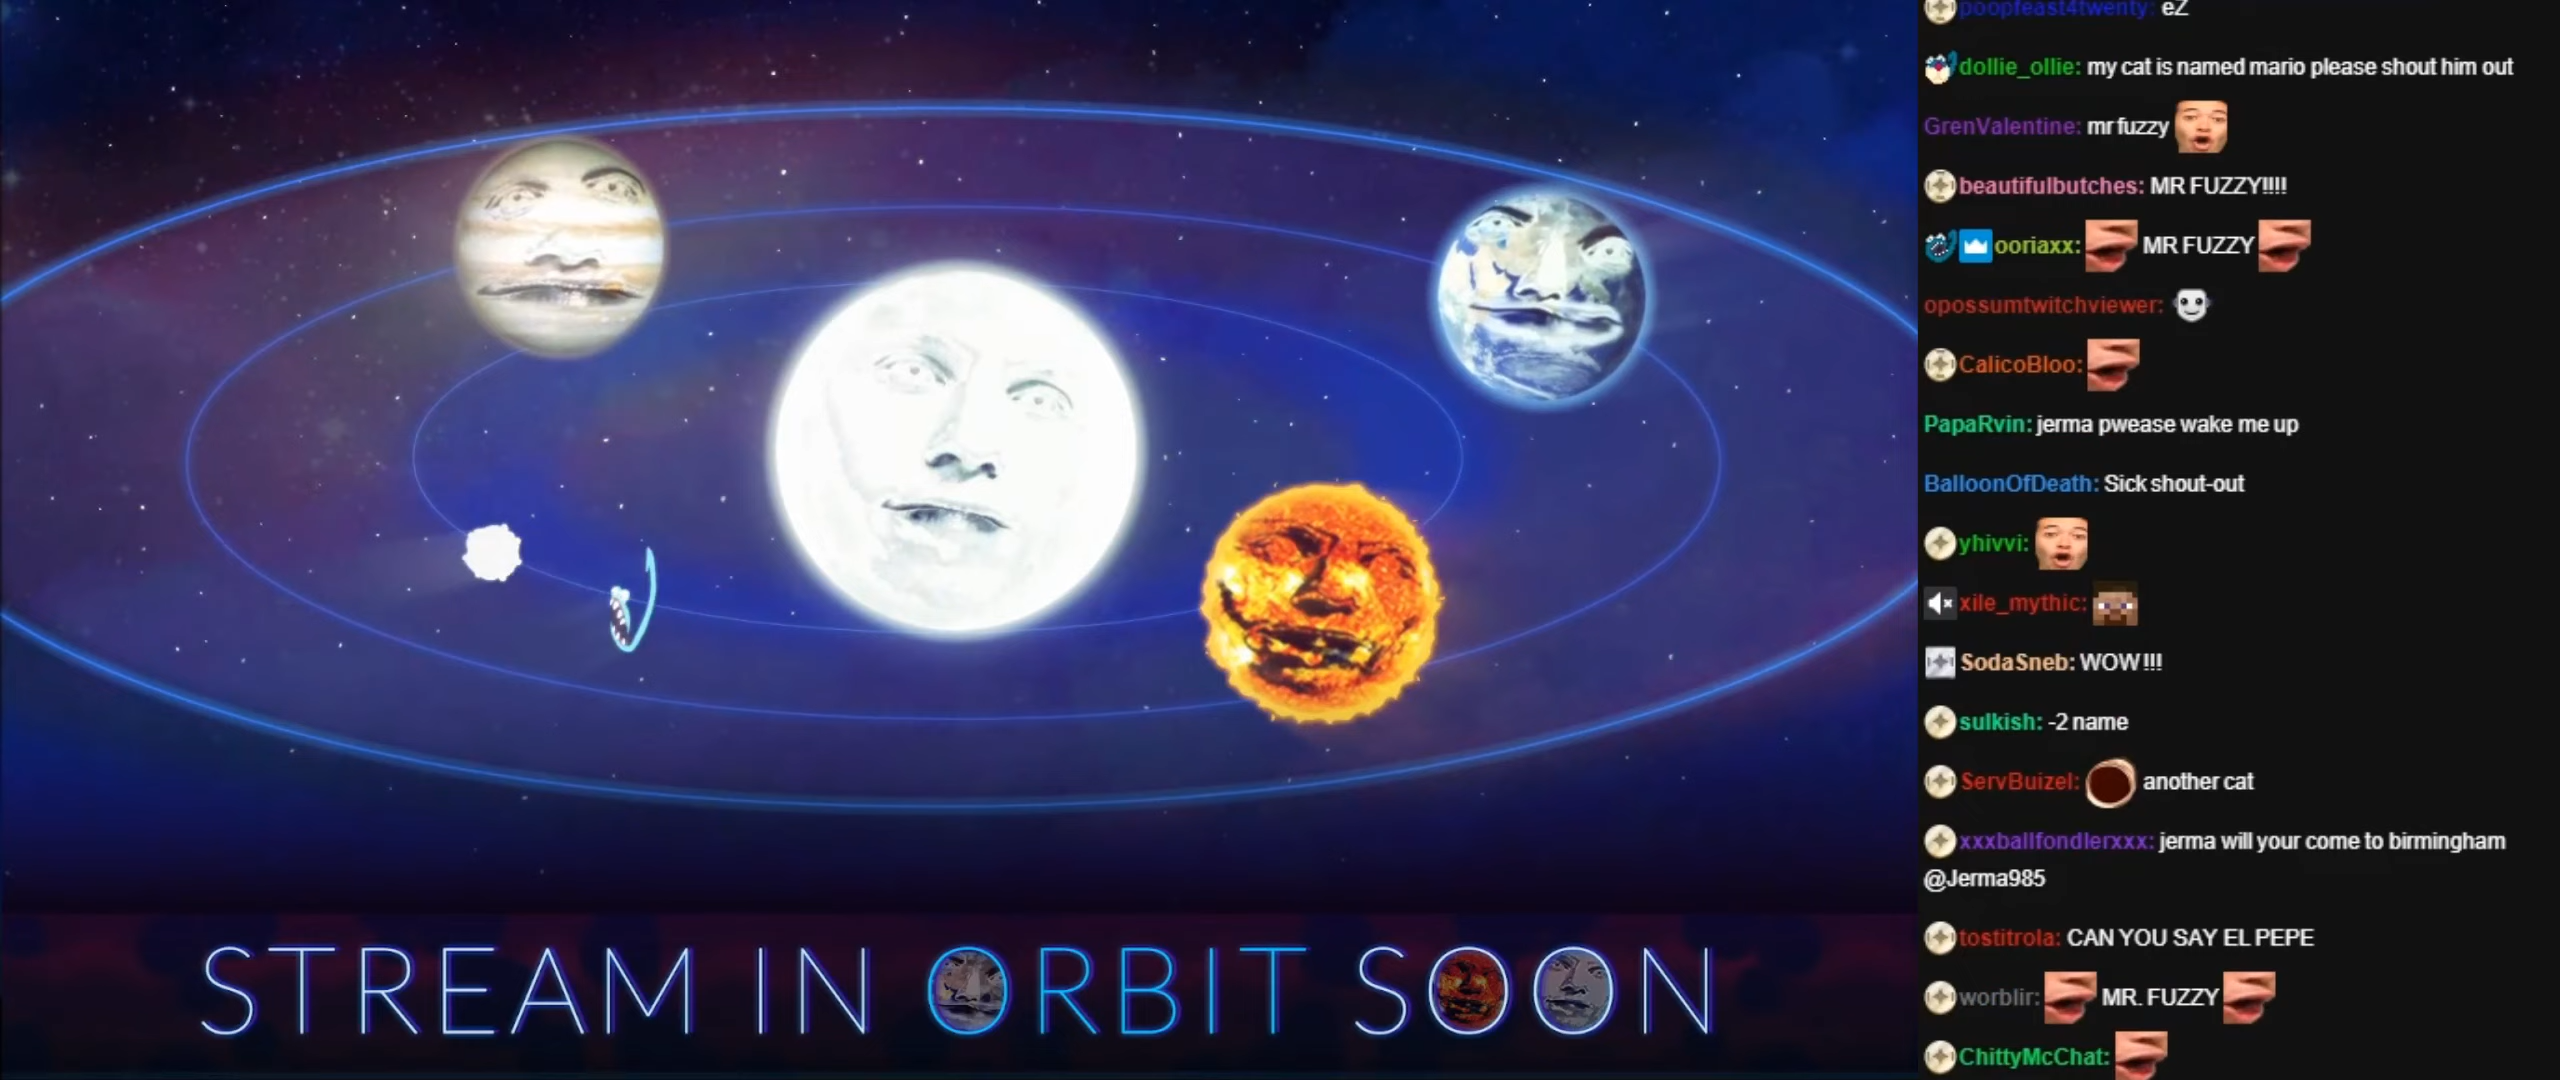 STREAM IN ORBIT SOON
poopfeast4twenty: eZ
dollie_ollie: my cat is named mario please shout him out
GrenValentine: mr fuzzy
beautifulbutches: MR FUZZY!!!!
ooriaxx: MR FUZZY
opossumtwitchviewer:
CalicoBloo:
PapaRvin: jerma pwease wake me up
BalloonOfDeath: Sick shout-out
yhivvi:
xile_mythic:
SodaSneb: WOW !!!
sulkish: -2 name
ServBuizel: another cat
xxxballfondlerxxx: jerma will your come to birmingham
@Jerma985
tostitrola: CAN YOU SAY EL PEPE
worblir: MR. FUZZY
ChittyMcChat: